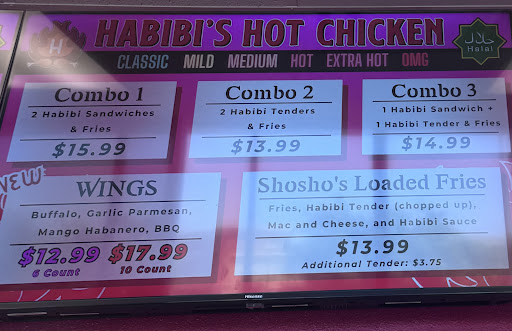 HABIBI'S HOT CHICKEN
H
حلال
Halal
CLASSIC MILD MEDIUM HOT EXTRA HOT OMG
Combo 1
2 Habibi Sandwiches
& Fries
$15.99
Combo 2
2 Habibi Tenders
& Fries
$13.99
Combo 3
1 Habibi Sandwich +
1 Habibi Tender & Fries
$14.99
NEW
WINGS
Buffalo, Garlic Parmesan,
Mango Habanero, BBQ
$12.99 $17.99
6 Count 10 Count
Shosho's Loaded Fries
Fries, Habibi Tender (chopped up),
Mac and Cheese, and Habibi Sauce
$13.99
Additional Tender: $3.75
Hisense